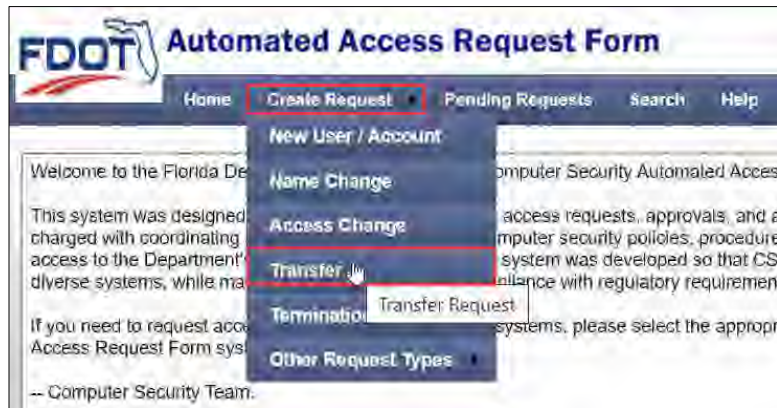 FDOT Automated Access Request Form
Home Create Request Pending Requests Search Help
New User / Account
Name Change
Access Change
Transfer
Transfer Request
Termination
Other Request Types
Welcome to the Florida De omputer Security Automated Acces
This system was designed access requests, approvals, and a
charged with coordinating mputer security policies, procedure
access to the Department's system was developed so that CS
diverse systems, while ma liance with regulatory requiremen
If you need to request acce systems, please select the appropr
Access Request Form sys
-- Computer Security Team.